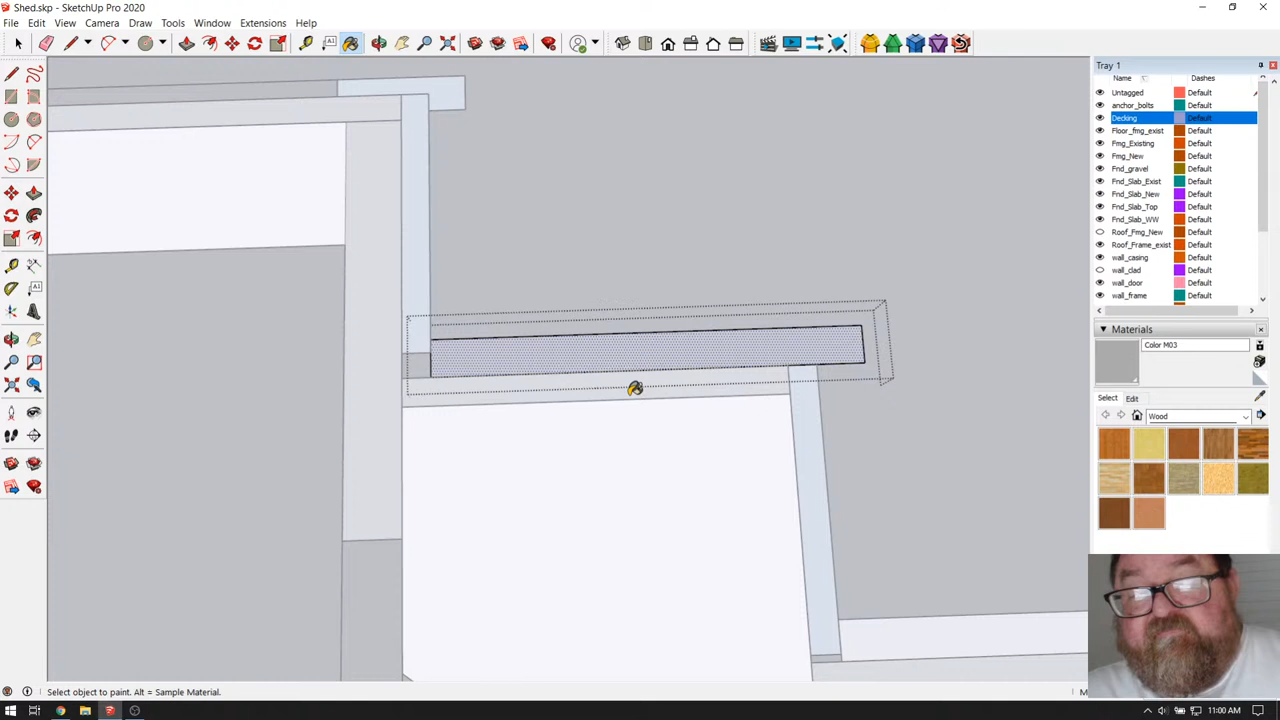 Shed.skp - SketchUp Pro 2020
File Edit View Camera Draw Tools Window Extensions Help
Tray 1
Name Dashes
Untagged Default
anchor_bolts Default
Decking Default
Floor_fmg_exist Default
Fmg_Existing Default
Fmg_New Default
Fnd_gravel Default
Fnd_Slab_Exist Default
Fnd_Slab_New Default
Fnd_Slab_Top Default
Fnd_Slab_WW Default
Roof_Fmg_New Default
Roof_Frame_exist Default
wall_casing Default
wall_clad Default
wall_door Default
wall_frame Default
Materials
Color M03
Select Edit
Wood
Select object to paint. Alt = Sample Material.
M
11:00 AM